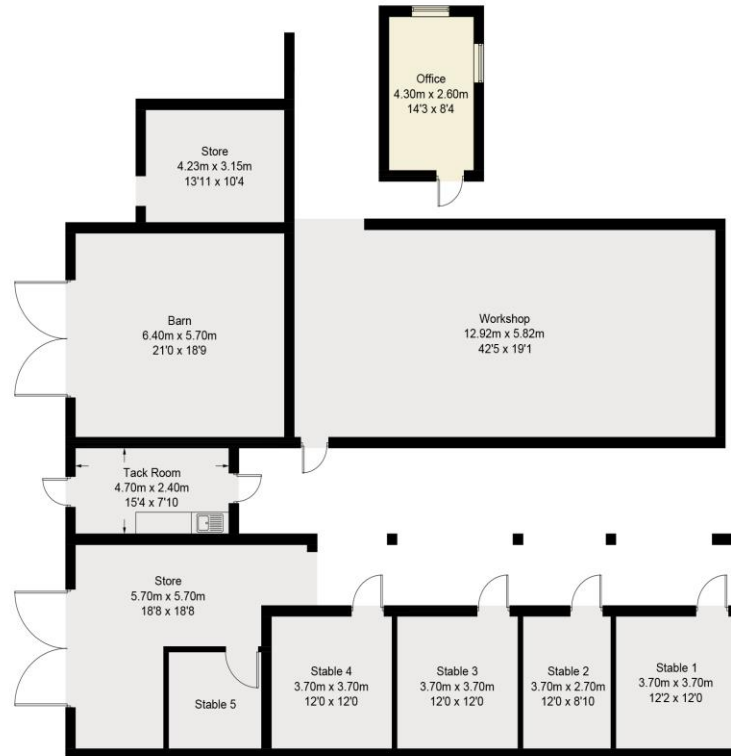 Office
4.30m x 2.60m
14'3 x 8'4
Store
4.23m x 3.15m
13'11 x 10'4
Barn
6.40m x 5.70m
21'0 x 18'9
Workshop
12.92m x 5.82m
42'5 x 19'1
Tack Room
4.70m x 2.40m
15'4 x 7'10
Store
5.70m x 5.70m
18'8 x 18'8
Stable 5
Stable 4
3.70m x 3.70m
12'0 x 12'0
Stable 3
3.70m x 3.70m
12'0 x 12'0
Stable 2
3.70m x 2.70m
12'0 x 8'10
Stable 1
3.70m x 3.70m
12'2 x 12'0